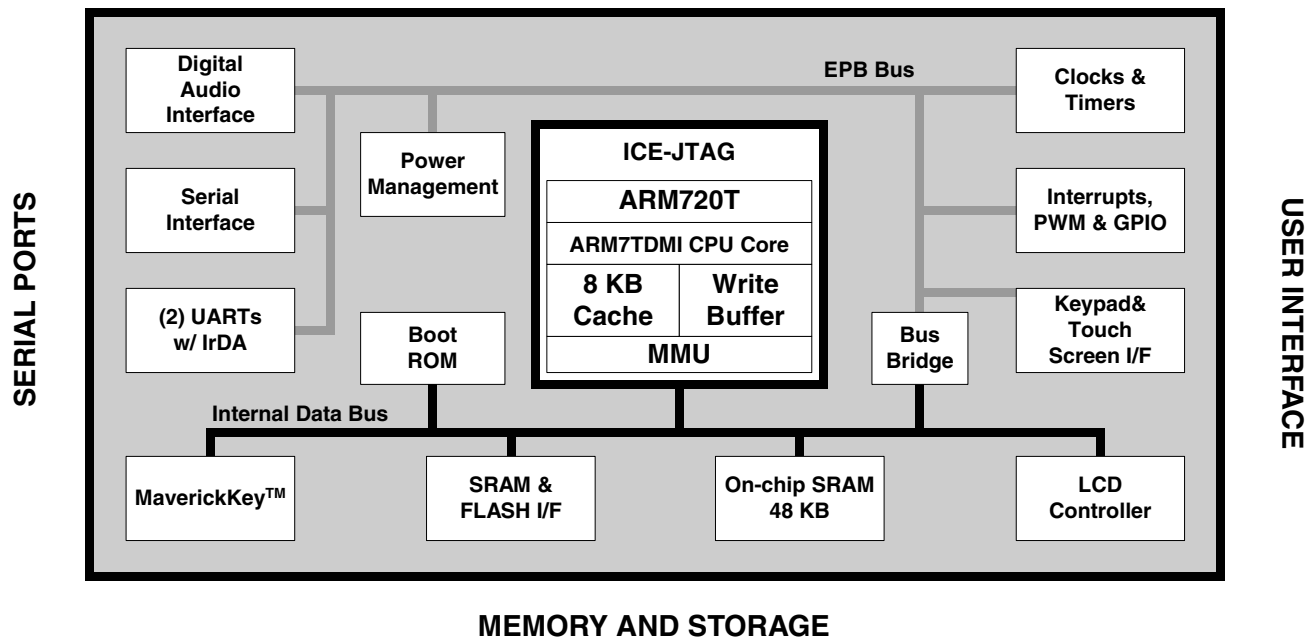 Digital
Audio
Interface
EPB Bus
Clocks &
Timers
Power
Management
ICE-JTAG
ARM720T
ARM7TDMI CPU Core
8 KB
Cache
Write
Buffer
MMU
Serial
Interface
Interrupts,
PWM & GPIO
(2) UARTs
w/ IrDA
Boot
ROM
Bus
Bridge
Keypad&
Touch
Screen I/F
Internal Data Bus
MaverickKey™
SRAM &
FLASH I/F
On-chip SRAM
48 KB
LCD
Controller
SERIAL PORTS
USER INTERFACE
MEMORY AND STORAGE